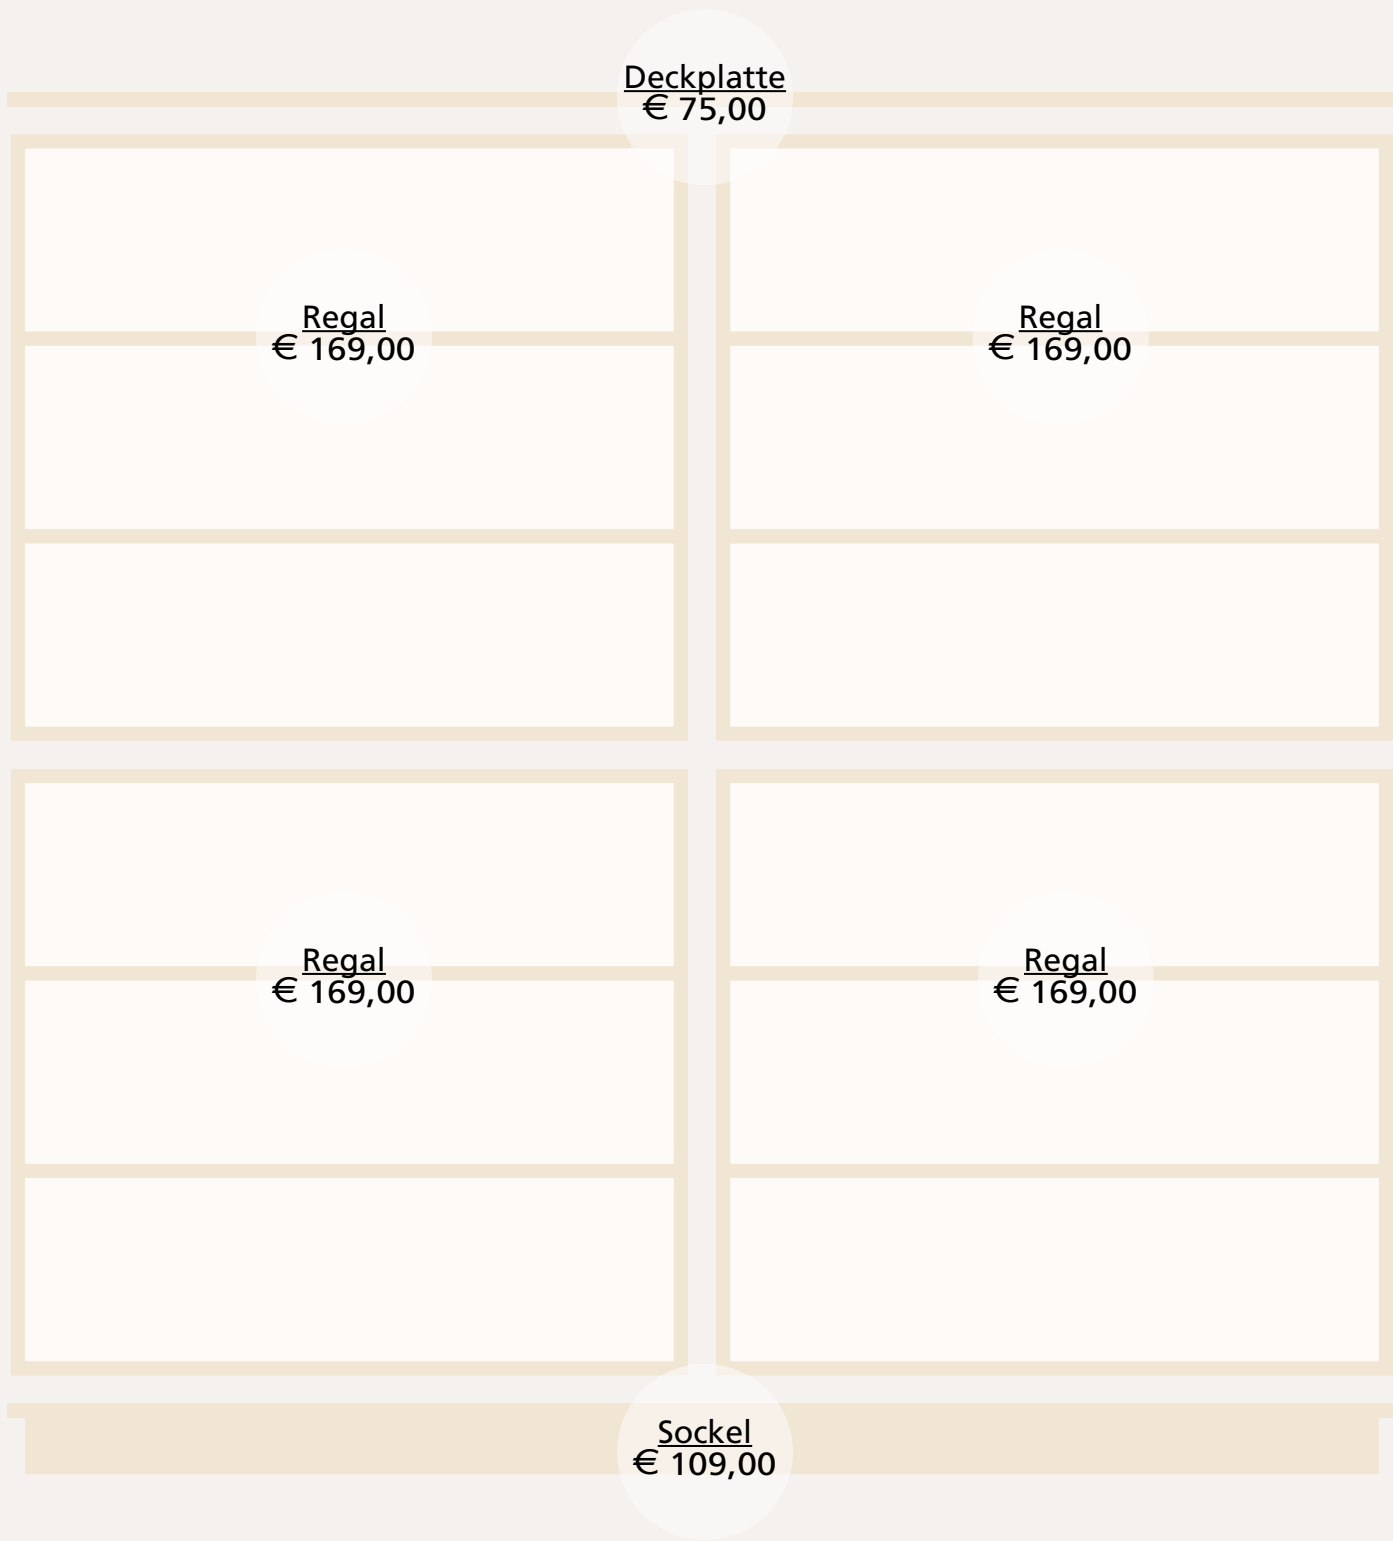 Deckplatte
€ 75,00
Regal
€ 169,00
Regal
€ 169,00
Regal
€ 169,00
Regal
€ 169,00
Sockel
€ 109,00